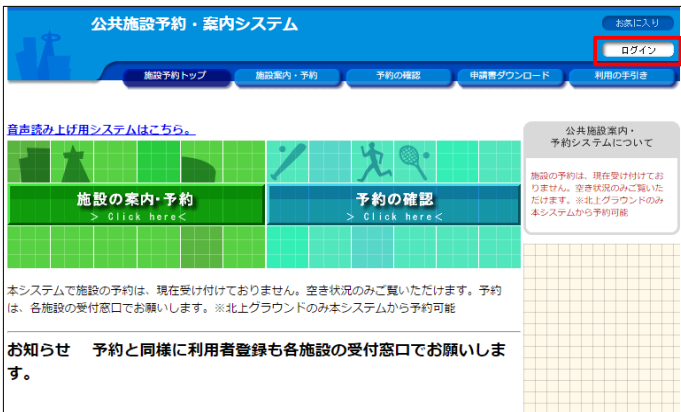 公共施設予約・案内システム
お気に入り
ログイン
施設予約トップ
施設案内・予約
予約の確認
申請書ダウンロード
利用の手引き
音声読み上げ用システムはこちら。
施設の案内・予約
> Click here<
予約の確認
> Click here<
本システムで施設の予約は、現在受け付けておりません。空き状況のみご覧いただけます。予約
は、各施設の受付窓口でお願いします。※北上グラウンドのみ本システムから予約可能
お知らせ　予約と同様に利用者登録も各施設の受付窓口でお願いしま
す。
公共施設案内・
予約システムについて
施設の予約は、現在受け付けてお
りません。空き状況のみご覧いた
だけます。※北上グラウンドのみ
本システムから予約可能